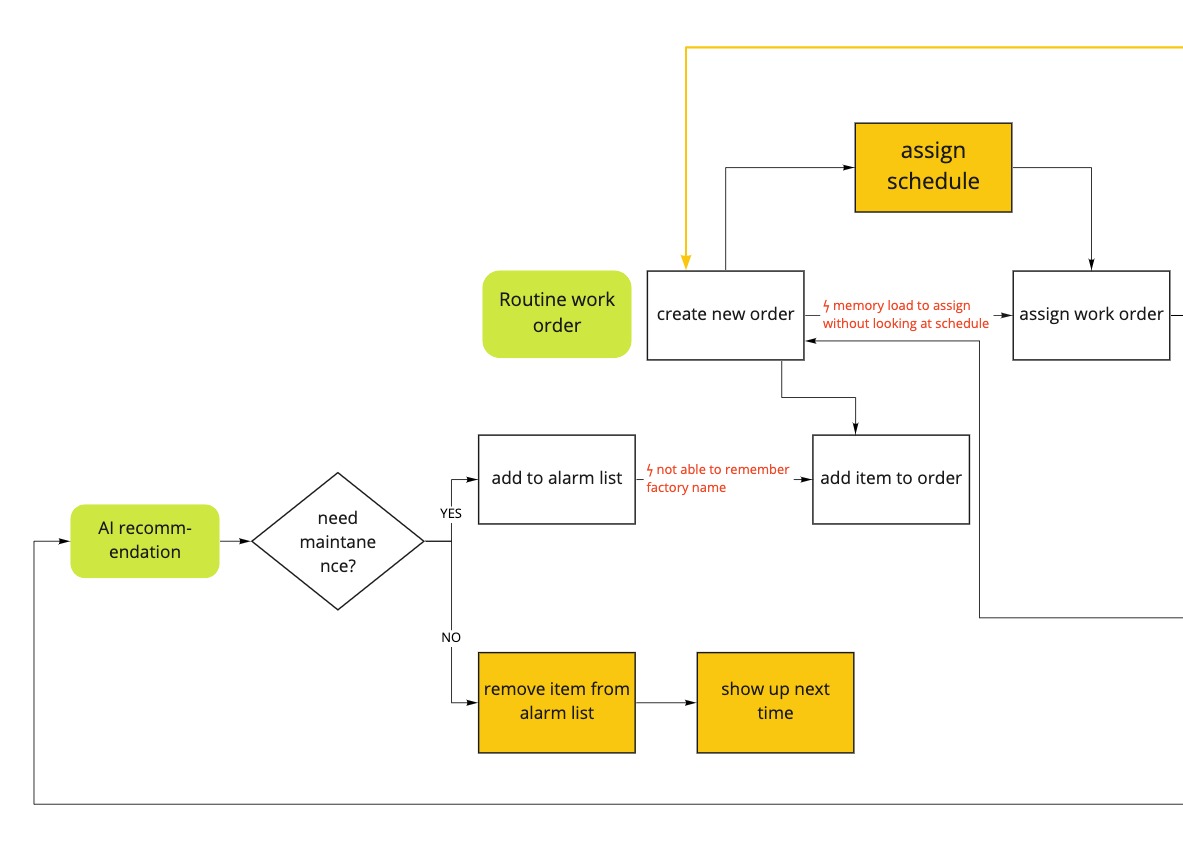 assign
schedule
Routine work
order
create new order
ϟ memory load to assign
without looking at schedule
assign work order
add to alarm list
ϟ not able to remember
factory name
add item to order
AI recomm-
endation
need
maintane
nce?
YES
NO
remove item from
alarm list
show up next
time